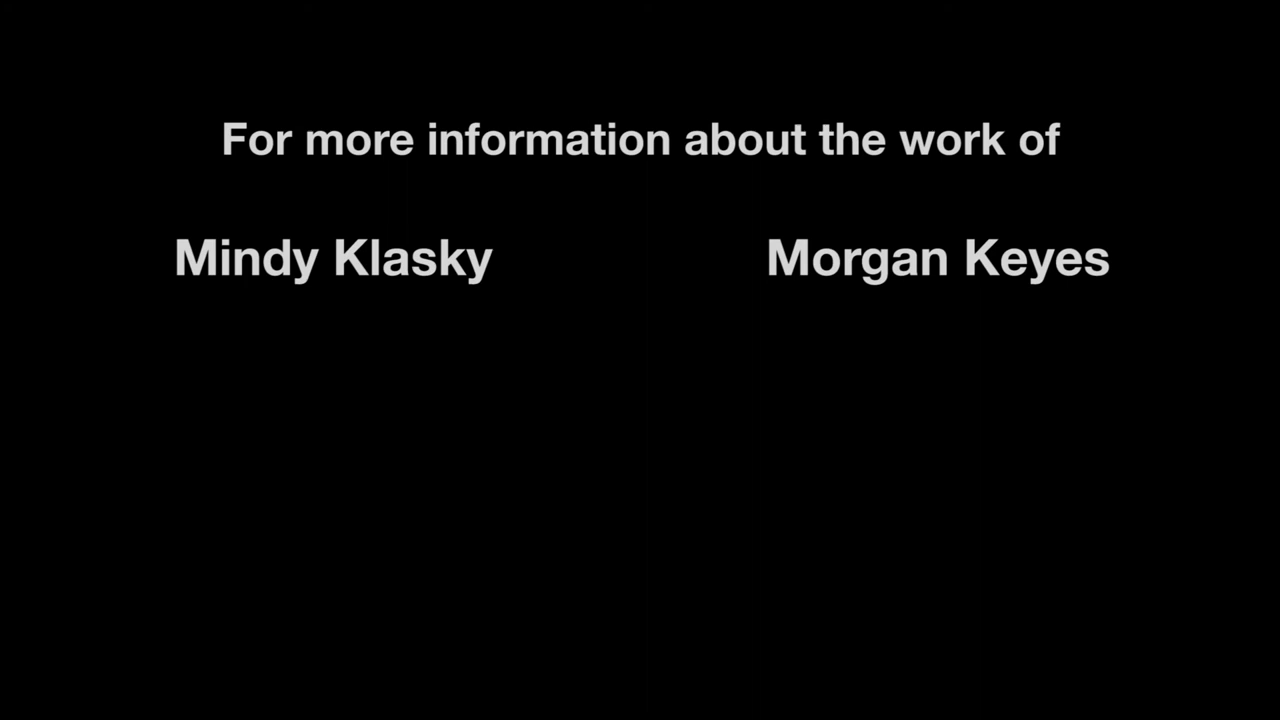 For more information about the work of
Mindy Klasky Morgan Keyes